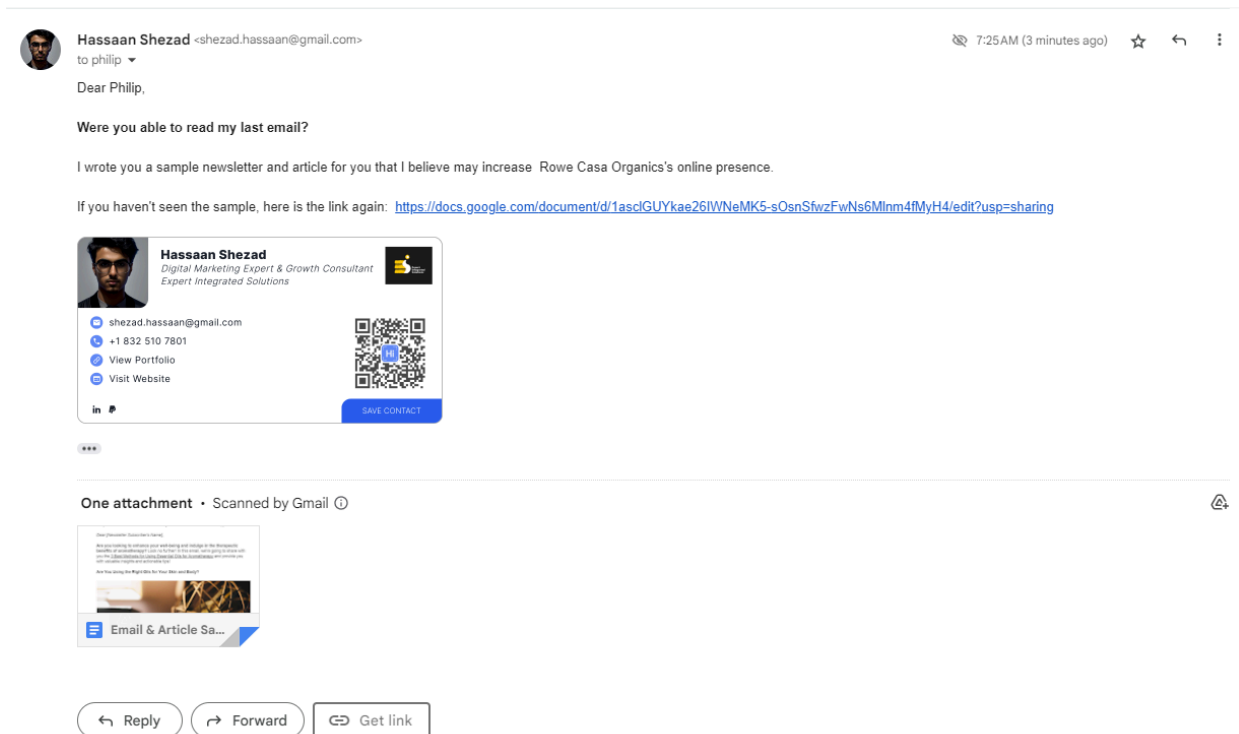 Hassaan Shezad <shezad.hassaan@gmail.com>
7:25 AM (3 minutes ago)
to philip
Dear Philip,
Were you able to read my last email?
I wrote you a sample newsletter and article for you that I believe may increase Rowe Casa Organics's online presence.
If you haven't seen the sample, here is the link again: https://docs.google.com/document/d/1asclGUYkae26IWNeMK5-sOsnSfwzFwNs6Mlnm4fMyH4/edit?usp=sharing
Hassaan Shezad
Digital Marketing Expert & Growth Consultant
Expert Integrated Solutions
shezad.hassaan@gmail.com
+1 832 510 7801
View Portfolio
Visit Website
Hi
in
SAVE CONTACT
One attachment • Scanned by Gmail
Are You Using the Right Oils for Your Skin and Body?
Email & Article Sa...
Reply
Forward
Get link